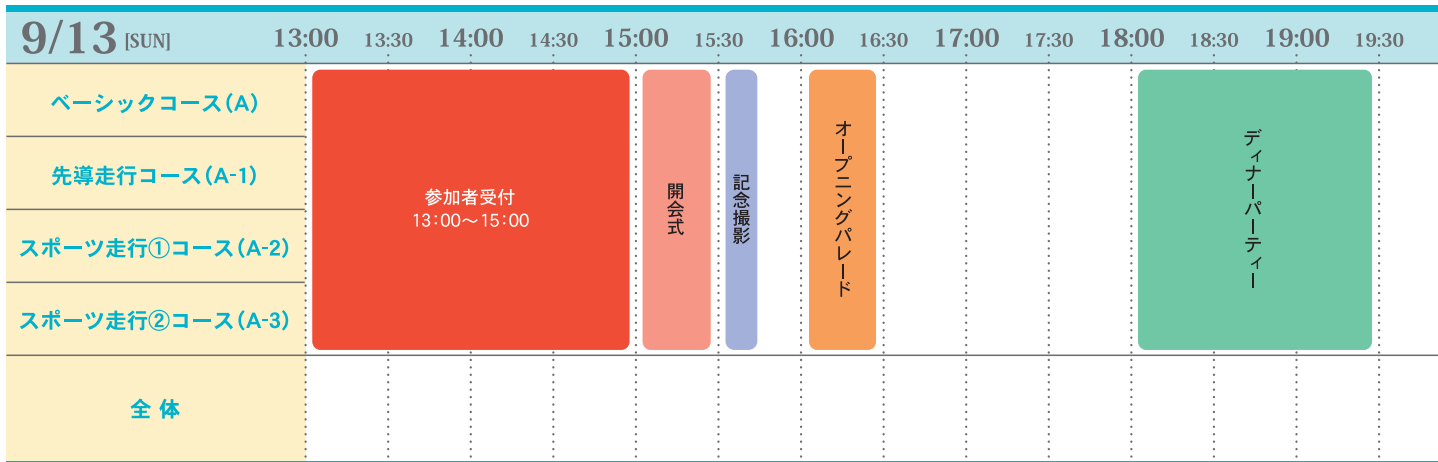 9/13 [SUN] 13:00 13:30 14:00 14:30 15:00 15:30 16:00 16:30 17:00 17:30 18:00 18:30 19:00 19:30
ベーシックコース(A)
先導走行コース(A-1)
スポーツ走行①コース(A-2)
スポーツ走行②コース(A-3)
全 体
参加者受付
13:00～15:00
開会式
記念撮影
オープニングパレード
ディナーパーティー